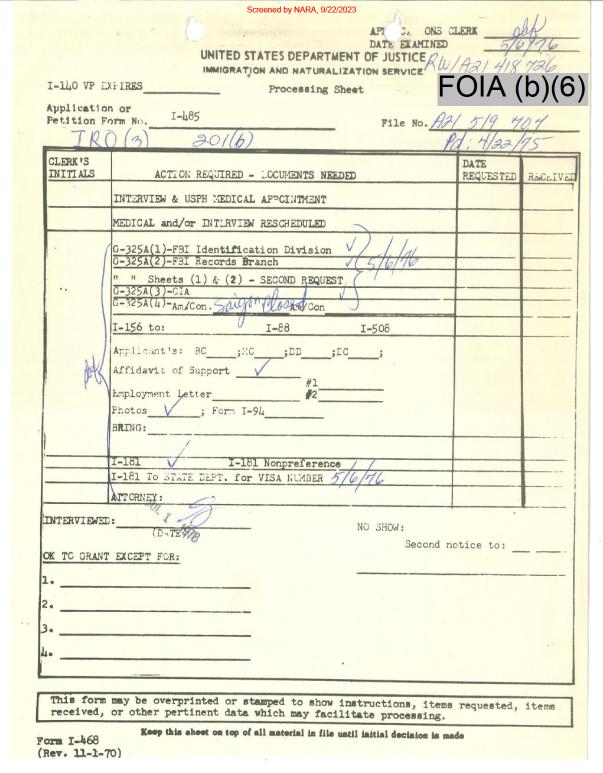 Screened by NARA, 9/22/2023
ONS CLERK
DATE EXAMINED 5/6/76
UNITED STATES DEPARTMENT OF JUSTICE
RW/A21 418 726
IMMIGRATION AND NATURALIZATION SERVICE
I-140 VP EXPIRES
Processing Sheet
FOIA (b)(6)
Application or
Petition Form No. I-485
File No. A21 519 707
IRO(3) 201(b)
Pd: 4/22/75
CLERK'S INITIALS
ACTION REQUIRED - DOCUMENTS NEEDED
DATE REQUESTED
RECEIVED
INTERVIEW & USPH MEDICAL APPOINTMENT
MEDICAL and/or INTERVIEW RESCHEDULED
G-325A(1)-FBI Identification Division
G-325A(2)-FBI Records Branch
5/6/76
" " Sheets (1) & (2) - SECOND REQUEST
G-325A(3)-CIA
G-325A(4)-Am/Con. Saigon Closed Am/Con
I-156 to: I-88 I-508
Applicant's: BC ;MC ;DD ;DC ;
Affidavit of Support
#1
Employment Letter #2
Photos ; Form I-94
BRING:
I-181 I-181 Nonpreference
I-181 To STATE DEPT. for VISA NUMBER 5/6/76
ATTORNEY:
INTERVIEWED:
(DATE)
NO SHOW:
Second notice to:
OK TO GRANT EXCEPT FOR:
1.
2.
3.
4.
This form may be overprinted or stamped to show instructions, items requested, items
received, or other pertinent data which may facilitate processing.
Keep this sheet on top of all material in file until initial decision is made
Form I-468
(Rev. 11-1-70)